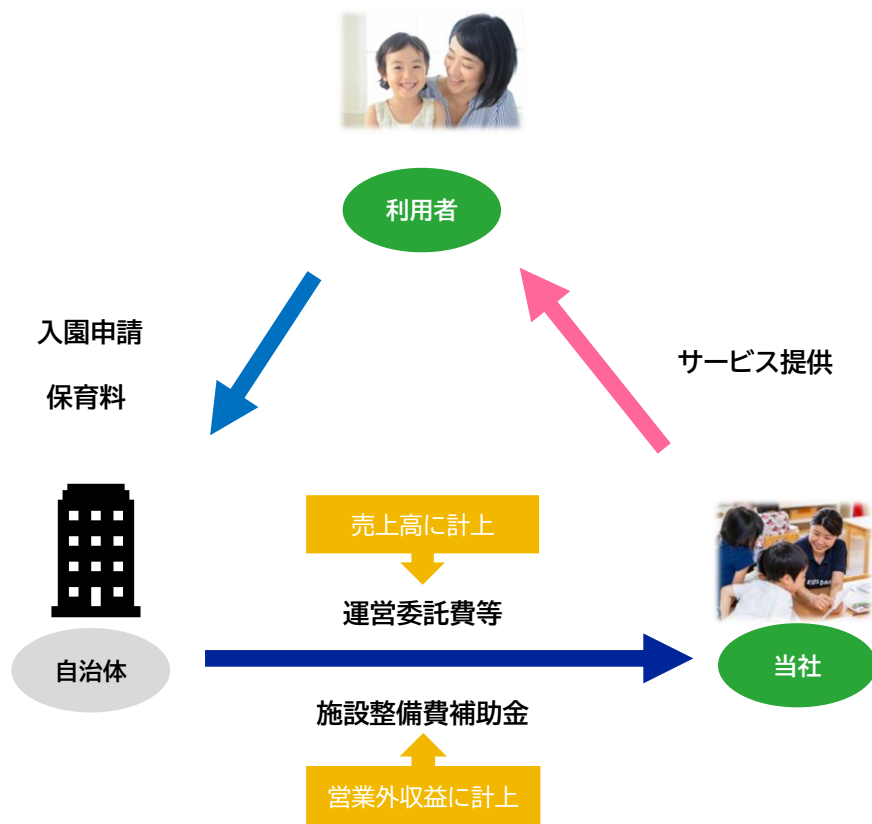 利用者
入園申請
保育料
サービス提供
売上高に計上
運営委託費等
自治体
当社
施設整備費補助金
営業外収益に計上